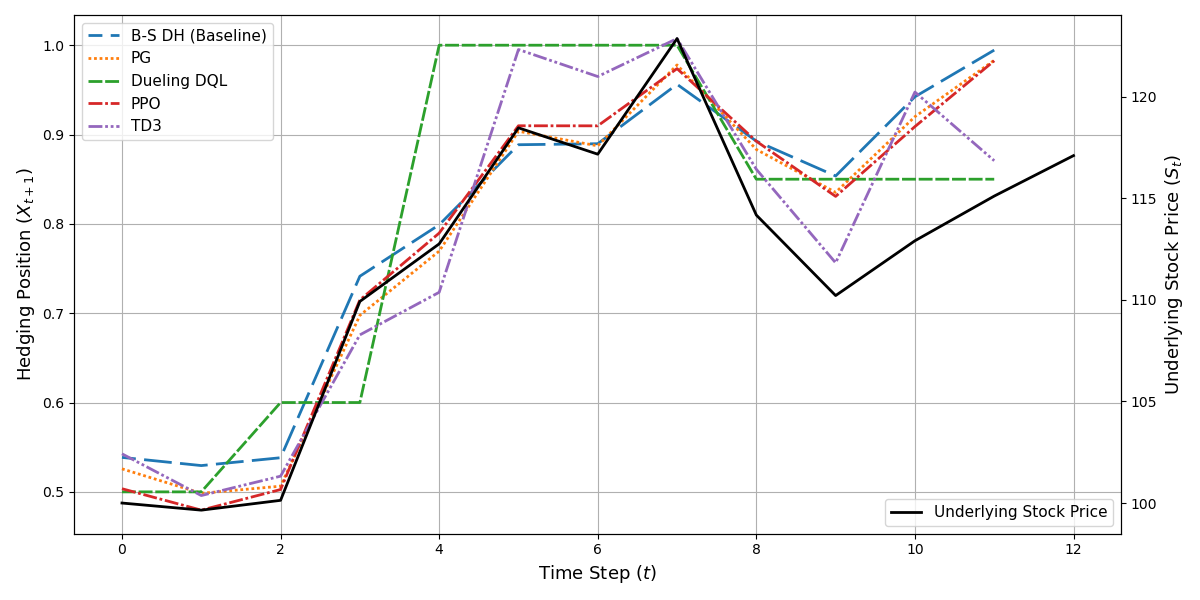 B-S DH (Baseline)
PG
Dueling DQL
PPO
TD3
1.0
0.9
0.8
0.7
0.6
0.5
Hedging Position (X_{t+1})
120
115
110
105
100
Underlying Stock Price (S_t)
Underlying Stock Price
0 2 4 6 8 10 12
Time Step (t)